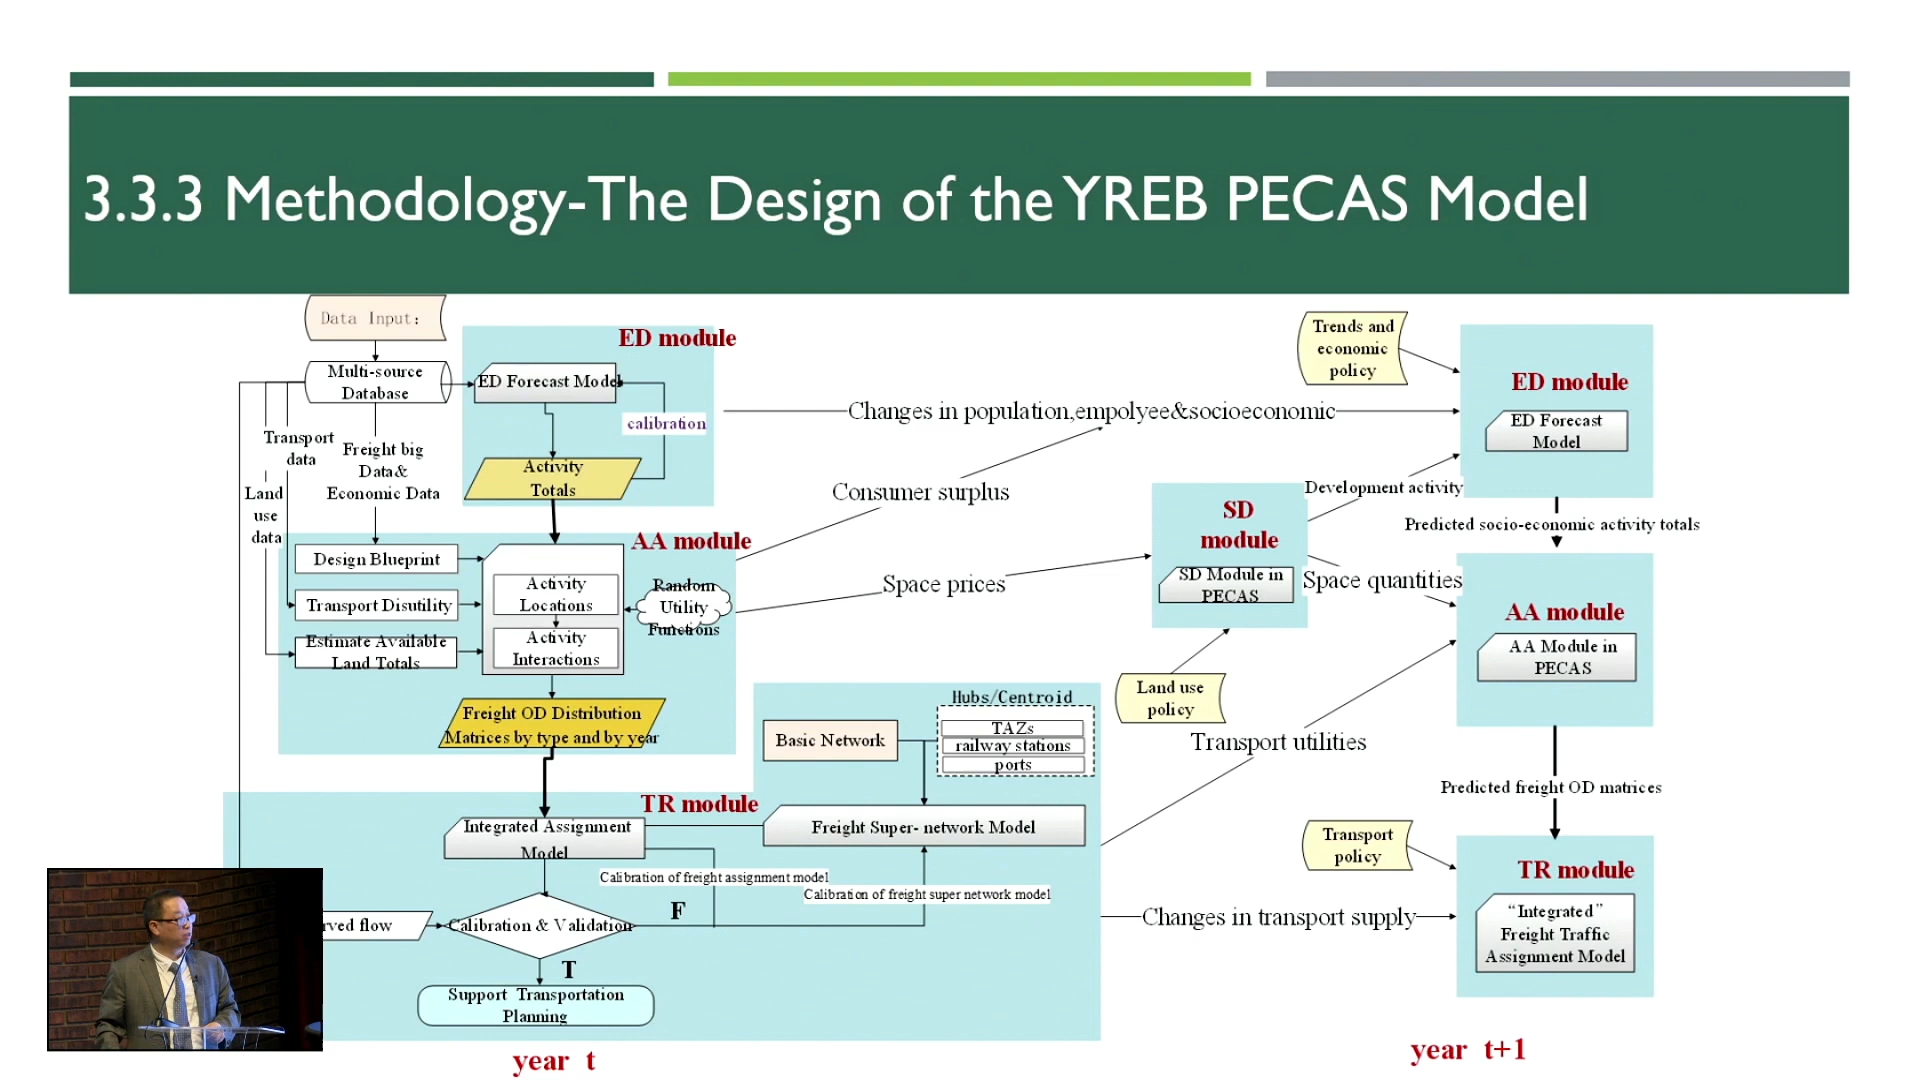 3.3.3 Methodology-The Design of the YREB PECAS Model
Data Input:
Multi-source
Database
Transport
data
Freight big
Data&
Economic Data
Land
use
data
ED module
ED Forecast Model
calibration
Activity
Totals
AA module
Design Blueprint
Transport Disutility
Estimate Available
Land Totals
Activity
Locations
Activity
Interactions
Random
Utility
Functions
Freight OD Distribution
Matrices by type and by year
TR module
Basic Network
Hubs/Centroid
TAZs
railway stations
ports
Integrated Assignment
Model
Freight Super- network Model
Calibration of freight assignment model
Calibration of freight super network model
rved flow
Calibration & Validation
F
T
Support Transportation
Planning
year t
Changes in population,empolyee&socioeconomic
Consumer surplus
Space prices
Transport utilities
Changes in transport supply
SD
module
SD Module in
PECAS
Land use
policy
Development activity
Space quantities
Trends and
economic
policy
ED module
ED Forecast
Model
Predicted socio-economic activity totals
AA module
AA Module in
PECAS
Predicted freight OD matrices
Transport
policy
TR module
“Integrated”
Freight Traffic
Assignment Model
year t+1